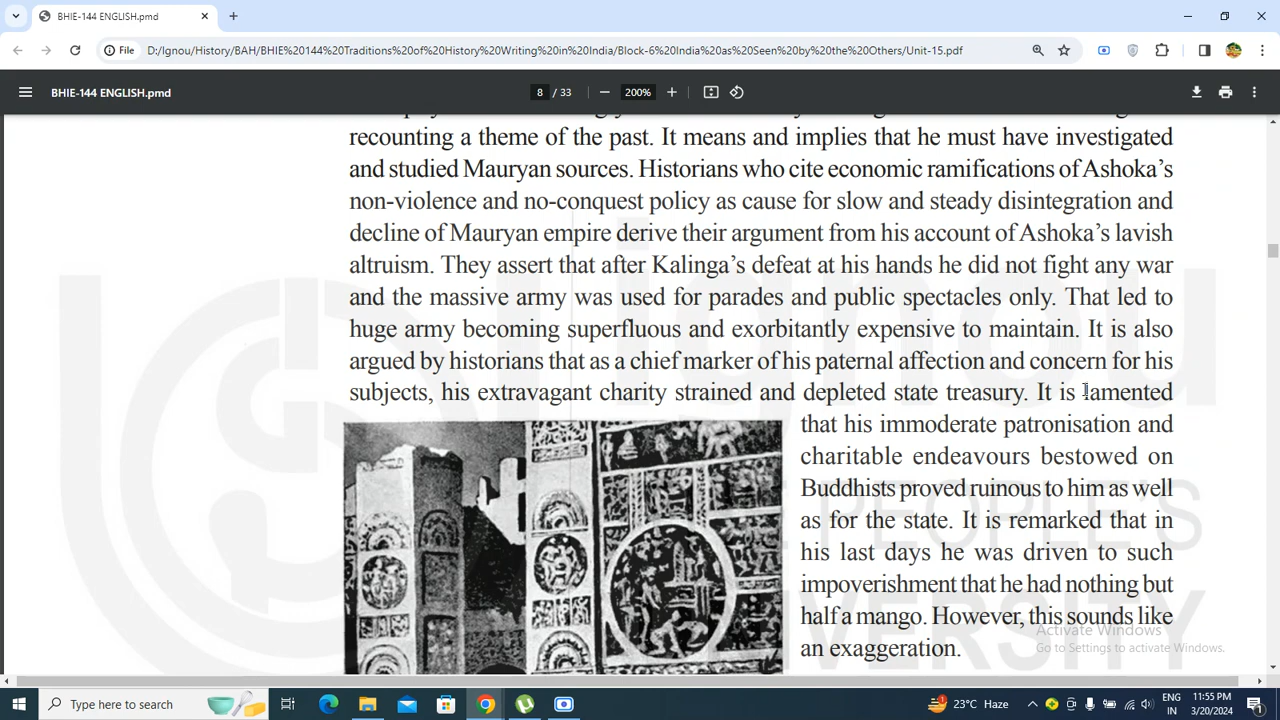 BHIE-144 ENGLISH.pmd
File D:/Ignou/History/BAH/BHIE%20144%20Traditions%20of%20History%20Writing%20in%20India/Block-6%20India%20as%20Seen%20by%20the%20Others/Unit-15.pdf
BHIE-144 ENGLISH.pmd 8 / 33 200%
recounting a theme of the past. It means and implies that he must have investigated
and studied Mauryan sources. Historians who cite economic ramifications of Ashoka's
non-violence and no-conquest policy as cause for slow and steady disintegration and
decline of Mauryan empire derive their argument from his account of Ashoka's lavish
altruism. They assert that after Kalinga's defeat at his hands he did not fight any war
and the massive army was used for parades and public spectacles only. That led to
huge army becoming superfluous and exorbitantly expensive to maintain. It is also
argued by historians that as a chief marker of his paternal affection and concern for his
subjects, his extravagant charity strained and depleted state treasury. It is lamented
that his immoderate patronisation and
charitable endeavours bestowed on
Buddhists proved ruinous to him as well
as for the state. It is remarked that in
his last days he was driven to such
impoverishment that he had nothing but
half a mango. However, this sounds like
an exaggeration.
ignou
PEOPLE'S
UNIVERSITY
Activate Windows
Go to Settings to activate Windows.
Type here to search
23°C Haze
ENG
IN
11:55 PM
3/20/2024
1